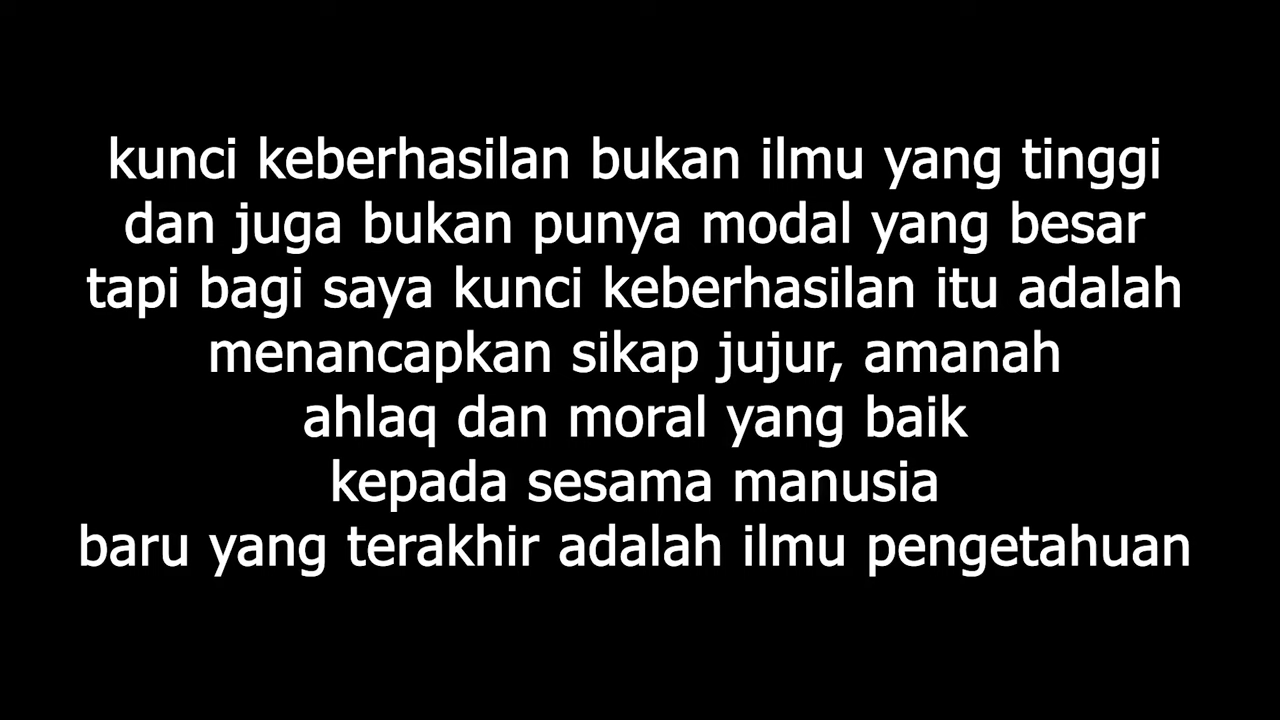 kunci keberhasilan bukan ilmu yang tinggi
dan juga bukan punya modal yang besar
tapi bagi saya kunci keberhasilan itu adalah
menancapkan sikap jujur, amanah
ahlaq dan moral yang baik
kepada sesama manusia
baru yang terakhir adalah ilmu pengetahuan